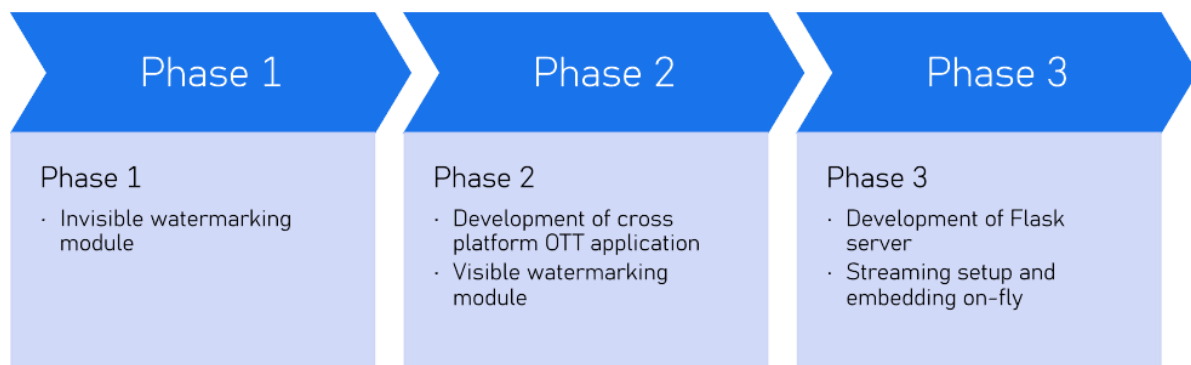 Phase 1
Phase 2
Phase 3
Phase 1
· Invisible watermarking
module
Phase 2
· Development of cross
platform OTT application
· Visible watermarking
module
Phase 3
· Development of Flask
server
· Streaming setup and
embedding on-fly